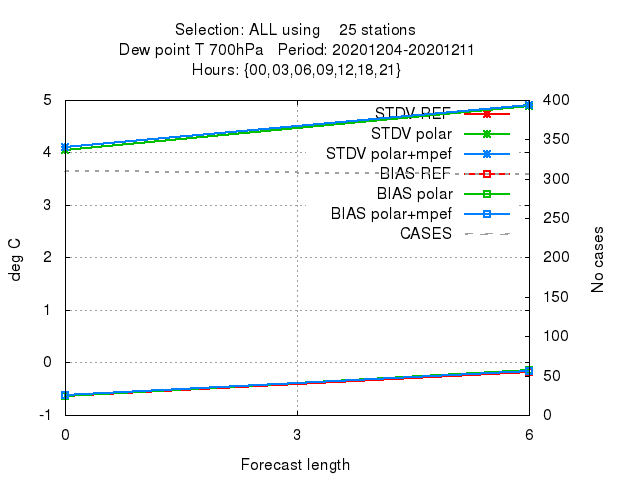 Selection: ALL using    25 stations
Dew point T 700hPa   Period: 20201204-20201211
Hours: {00,03,06,09,12,18,21}
5
4
3
2
1
0
-1
deg C
STDV REF
STDV polar
STDV polar+mpef
BIAS REF
BIAS polar
BIAS polar+mpef
CASES
400
350
300
250
200
150
100
50
0
No cases
0
3
6
Forecast length